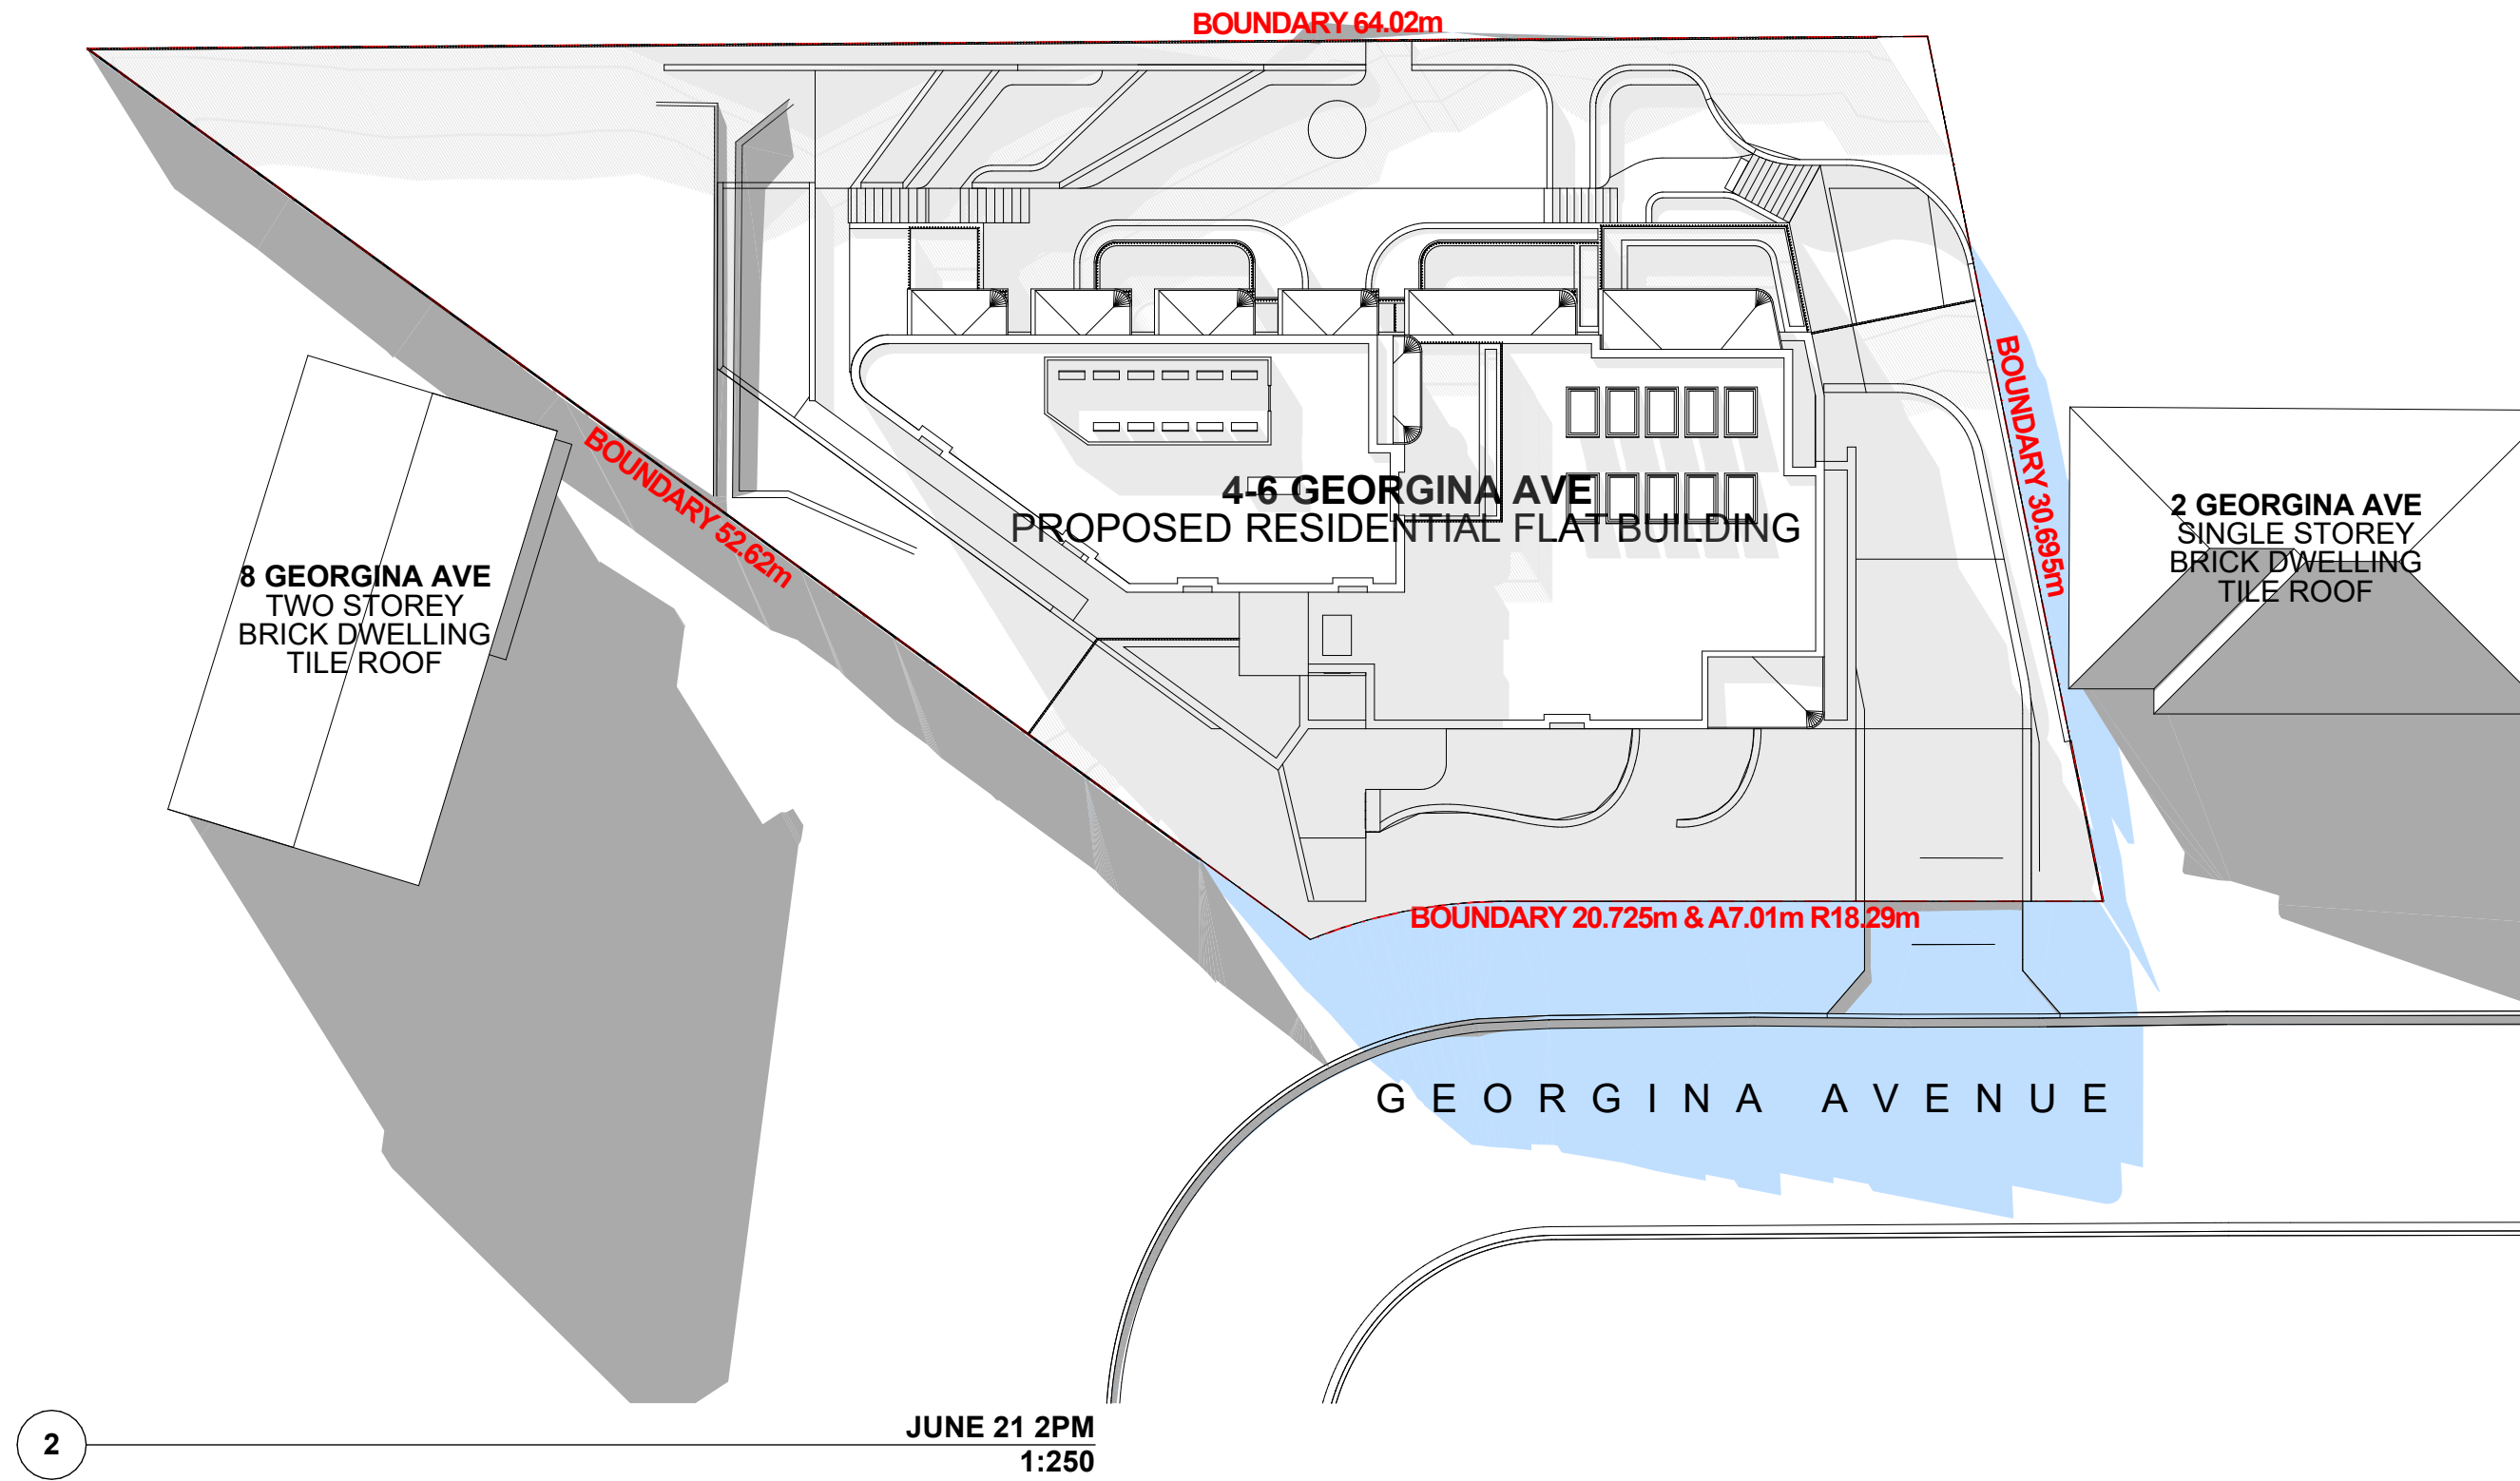 BOUNDARY 64.02m
BOUNDARY 30.695m
BOUNDARY 52.62m
4-6 GEORGINA AVE
PROPOSED RESIDENTIAL FLAT BUILDING
2 GEORGINA AVE
SINGLE STOREY
BRICK DWELLING
TILE ROOF
8 GEORGINA AVE
TWO STOREY
BRICK DWELLING
TILE ROOF
BOUNDARY 20.725m & A7.01m R18.29m
GEORGINA AVENUE
2
JUNE 21 2PM
1:250